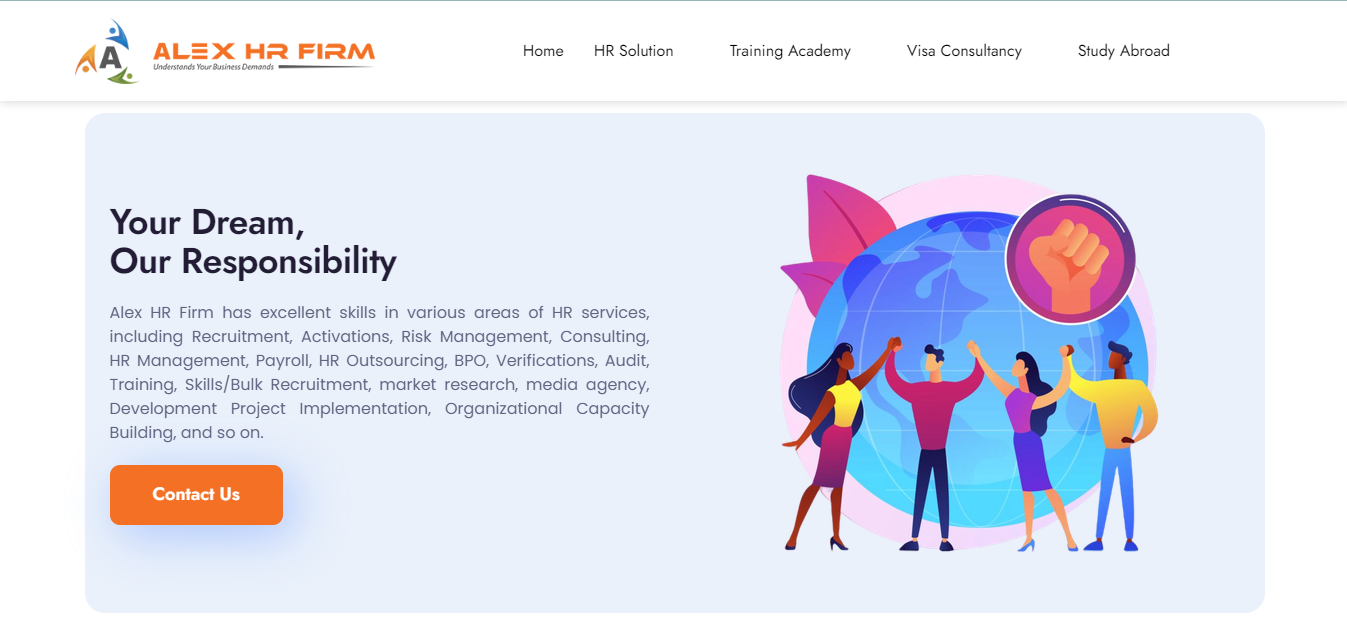 A
ALEX HR FIRM
Understands Your Business Demands
Home HR Solution Training Academy Visa Consultancy Study Abroad
Your Dream,
Our Responsibility
Alex HR Firm has excellent skills in various areas of HR services,
including Recruitment, Activations, Risk Management, Consulting,
HR Management, Payroll, HR Outsourcing, BPO, Verifications, Audit,
Training, Skills/Bulk Recruitment, market research, media agency,
Development Project Implementation, Organizational Capacity
Building, and so on.
Contact Us